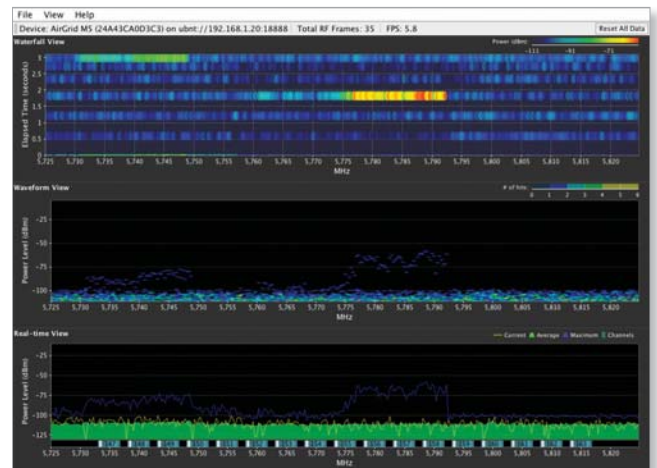 File View Help
Device: AirGrid M5 (24A43CA0D3C3) on ubnt://192.168.1.20:18888 Total RF Frames: 35 FPS: 5.8 Reset All Data
Waterfall View Power (dBm)
-111 -91 -71
Elapsed Time (seconds)
3
2.5
2
1.5
1
0.5
0
5,725 5,730 5,735 5,740 5,745 5,750 5,755 5,760 5,765 5,770 5,775 5,780 5,785 5,790 5,795 5,800 5,805 5,810 5,815 5,820
MHz
Waveform View # of hits:
0 1 2 3 4 5 6
Power Level (dBm)
-25
-50
-75
-100
5,725 5,730 5,735 5,740 5,745 5,750 5,755 5,760 5,765 5,770 5,775 5,780 5,785 5,790 5,795 5,800 5,805 5,810 5,815 5,820
MHz
Real-time View Current Average Maximum Channels
Power Level (dBm)
-25
-50
-75
-100
-125
5,725 5,730 5,735 5,740 5,745 5,750 5,755 5,760 5,765 5,770 5,775 5,780 5,785 5,790 5,795 5,800 5,805 5,810 5,815 5,820
MHz